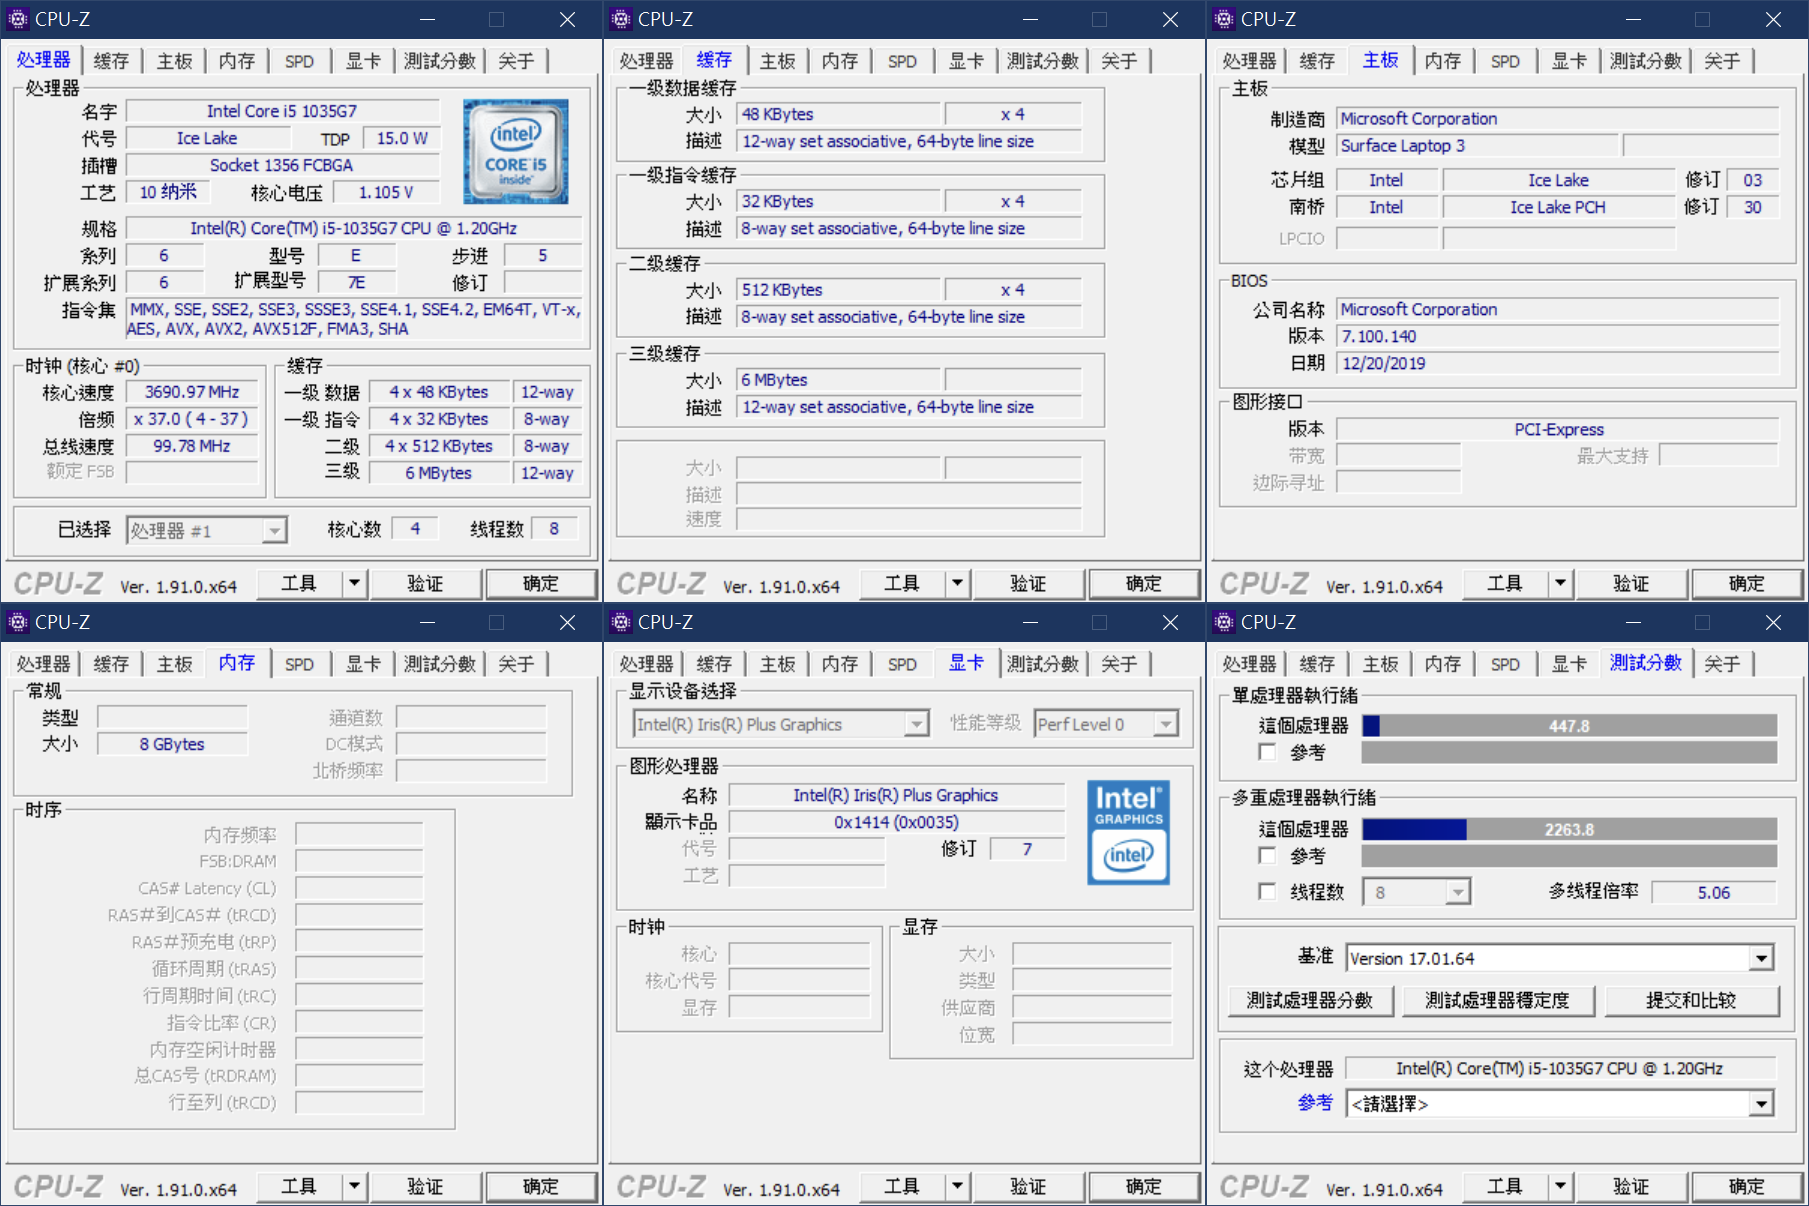 CPU-Z
处理器 缓存 主板 内存 SPD 显卡 測試分數 关于
处理器
名字 Intel Core i5 1035G7
代号 Ice Lake TDP 15.0 W
插槽 Socket 1356 FCBGA
工艺 10 纳米 核心电压 1.105 V
intel
CORE i5
inside
规格 Intel(R) Core(TM) i5-1035G7 CPU @ 1.20GHz
系列 6 型号 E 步进 5
扩展系列 6 扩展型号 7E 修订
指令集 MMX, SSE, SSE2, SSE3, SSSE3, SSE4.1, SSE4.2, EM64T, VT-x,
AES, AVX, AVX2, AVX512F, FMA3, SHA
时钟 (核心 #0)
核心速度 3690.97 MHz
倍频 x 37.0 ( 4 - 37 )
总线速度 99.78 MHz
额定 FSB
缓存
一级 数据 4 x 48 KBytes 12-way
一级 指令 4 x 32 KBytes 8-way
二级 4 x 512 KBytes 8-way
三级 6 MBytes 12-way
已选择 处理器 #1 核心数 4 线程数 8
CPU-Z Ver. 1.91.0.x64 工具 验证 确定
CPU-Z
处理器 缓存 主板 内存 SPD 显卡 測試分數 关于
一级数据缓存
大小 48 KBytes x 4
描述 12-way set associative, 64-byte line size
一级指令缓存
大小 32 KBytes x 4
描述 8-way set associative, 64-byte line size
二级缓存
大小 512 KBytes x 4
描述 8-way set associative, 64-byte line size
三级缓存
大小 6 MBytes
描述 12-way set associative, 64-byte line size
大小
描述
速度
CPU-Z Ver. 1.91.0.x64 工具 验证 确定
CPU-Z
处理器 缓存 主板 内存 SPD 显卡 測試分數 关于
主板
制造商 Microsoft Corporation
模型 Surface Laptop 3
芯片组 Intel Ice Lake 修订 03
南桥 Intel Ice Lake PCH 修订 30
LPCIO
BIOS
公司名称 Microsoft Corporation
版本 7.100.140
日期 12/20/2019
图形接口
版本 PCI-Express
带宽 最大支持
边际寻址
CPU-Z Ver. 1.91.0.x64 工具 验证 确定
CPU-Z
处理器 缓存 主板 内存 SPD 显卡 測試分數 关于
常规
类型 通道数
大小 8 GBytes DC模式
北桥频率
时序
内存频率
FSB:DRAM
CAS# Latency (CL)
RAS#到CAS# (tRCD)
RAS#预充电 (tRP)
循环周期 (tRAS)
行周期时间 (tRC)
指令比率 (CR)
内存空闲计时器
总CAS号 (tRDRAM)
行至列 (tRCD)
CPU-Z Ver. 1.91.0.x64 工具 验证 确定
CPU-Z
处理器 缓存 主板 内存 SPD 显卡 測試分數 关于
显示设备选择
Intel(R) Iris(R) Plus Graphics 性能等级 Perf Level 0
图形处理器
名称 Intel(R) Iris(R) Plus Graphics
顯示卡品 0x1414 (0x0035)
代号 修订 7
工艺
Intel®
GRAPHICS
intel
时钟
核心
核心代号
显存
显存
大小
类型
供应商
位宽
CPU-Z Ver. 1.91.0.x64 工具 验证 确定
CPU-Z
处理器 缓存 主板 内存 SPD 显卡 測試分數 关于
單處理器執行緒
這個處理器 447.8
參考
多重處理器執行緒
這個處理器 2263.8
參考
线程数 8 多线程倍率 5.06
基准 Version 17.01.64
測試處理器分數 測試處理器穩定度 提交和比较
这个处理器 Intel(R) Core(TM) i5-1035G7 CPU @ 1.20GHz
參考 <請選擇>
CPU-Z Ver. 1.91.0.x64 工具 验证 确定